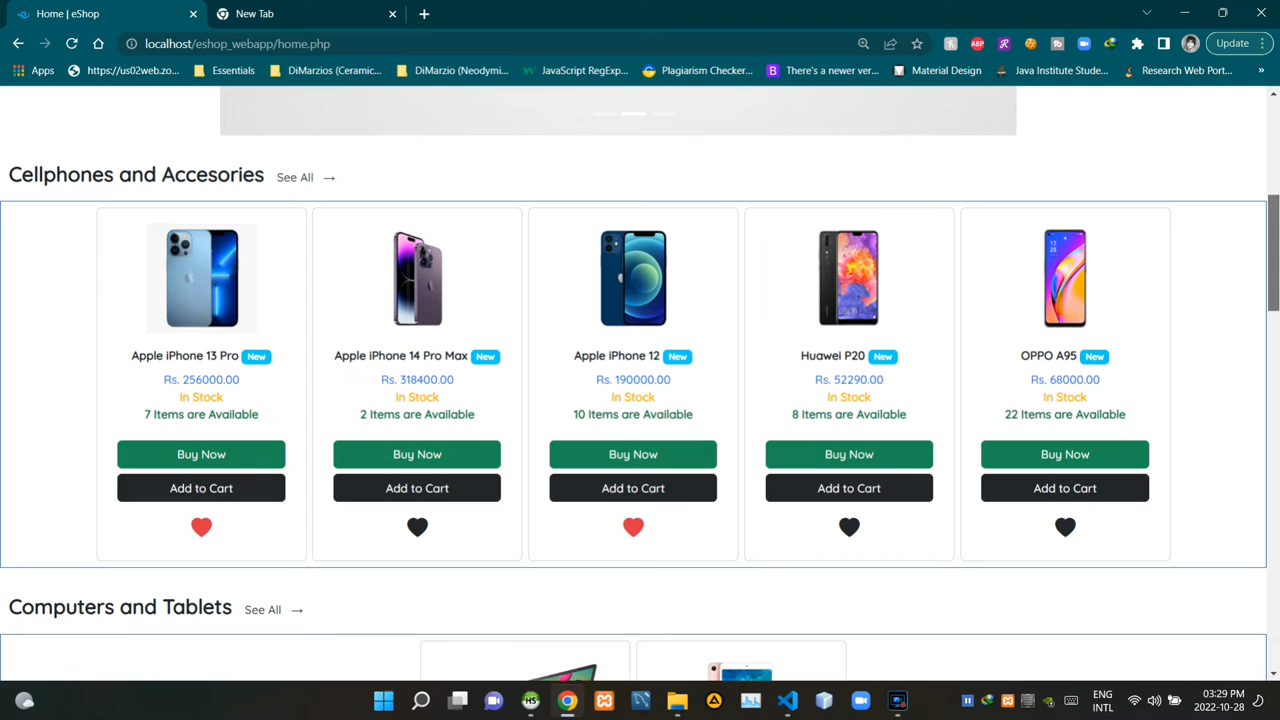 Home | eShop
New Tab
localhost/eshop_webapp/home.php
ABP
Update
Apps
https://us02web.zo...
Essentials
DiMarzios (Ceramic...
DiMarzio (Neodymi...
JavaScript RegExp...
Plagiarism Checker...
There's a newer ver...
Material Design
Java Institute Stude...
Research Web Port...
Cellphones and Accesories See All →
Apple iPhone 13 Pro New
Rs. 256000.00
In Stock
7 Items are Available
Buy Now
Add to Cart
Apple iPhone 14 Pro Max New
Rs. 318400.00
In Stock
2 Items are Available
Buy Now
Add to Cart
Apple iPhone 12 New
Rs. 190000.00
In Stock
10 Items are Available
Buy Now
Add to Cart
Huawei P20 New
Rs. 52290.00
In Stock
8 Items are Available
Buy Now
Add to Cart
OPPO A95 New
Rs. 68000.00
In Stock
22 Items are Available
Buy Now
Add to Cart
Computers and Tablets See All →
HS
ENG
INTL
03:29 PM
2022-10-28